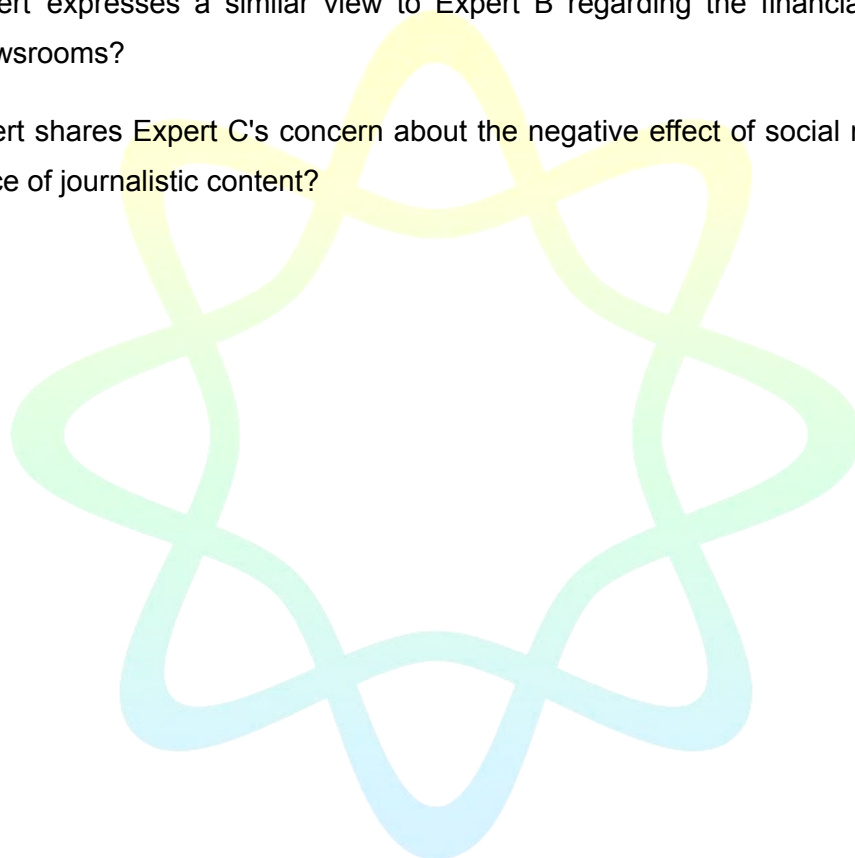 ert expresses a similar view to Expert B regarding the financia
wsrooms?
ert shares Expert C's concern about the negative effect of social
ce of journalistic content?